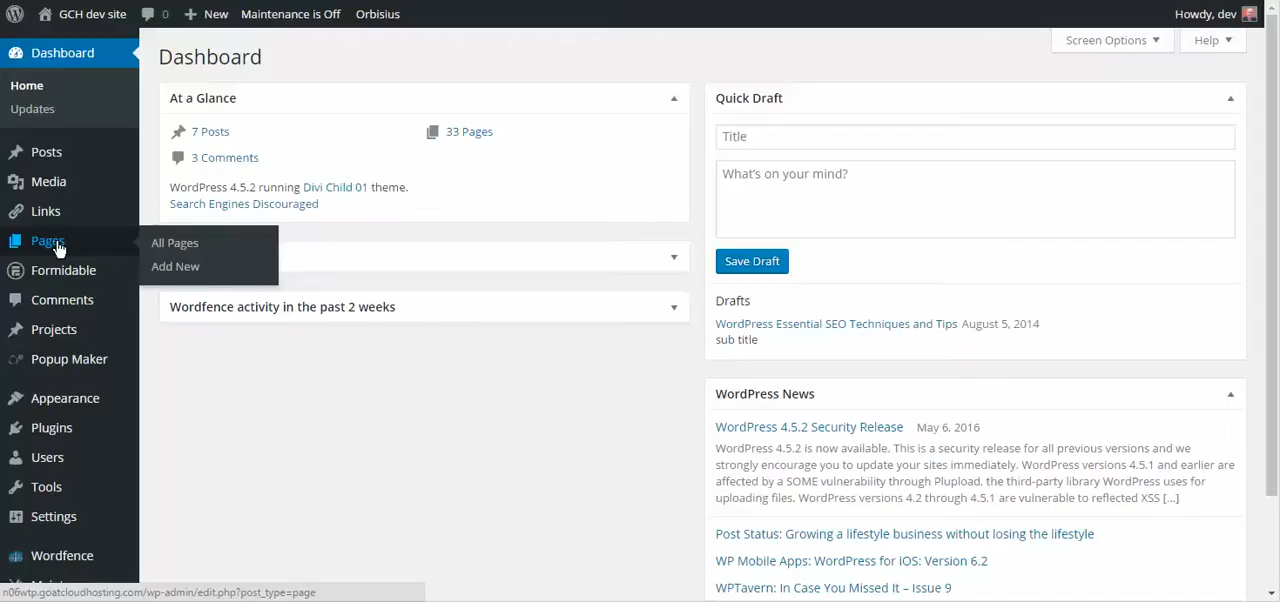 GCH dev site
0
New
Maintenance is Off
Orbisius
Howdy, dev
Dashboard
Home
Updates
Posts
Media
Links
Pages
All Pages
Add New
Formidable
Comments
Projects
Popup Maker
Appearance
Plugins
Users
Tools
Settings
Wordfence
Dashboard
Screen Options
Help
At a Glance
7 Posts
33 Pages
3 Comments
WordPress 4.5.2 running Divi Child 01 theme.
Search Engines Discouraged
Wordfence activity in the past 2 weeks
Quick Draft
Title
What's on your mind?
Save Draft
Drafts
WordPress Essential SEO Techniques and Tips August 5, 2014
sub title
WordPress News
WordPress 4.5.2 Security Release May 6, 2016
WordPress 4.5.2 is now available. This is a security release for all previous versions and we
strongly encourage you to update your sites immediately. WordPress versions 4.5.1 and earlier are
affected by a SOME vulnerability through Plupload, the third-party library WordPress uses for
uploading files. WordPress versions 4.2 through 4.5.1 are vulnerable to reflected XSS […]
Post Status: Growing a lifestyle business without losing the lifestyle
WP Mobile Apps: WordPress for iOS: Version 6.2
WPTavern: In Case You Missed It – Issue 9
n06wtp.goatcloudhosting.com/wp-admin/edit.php?post_type=page